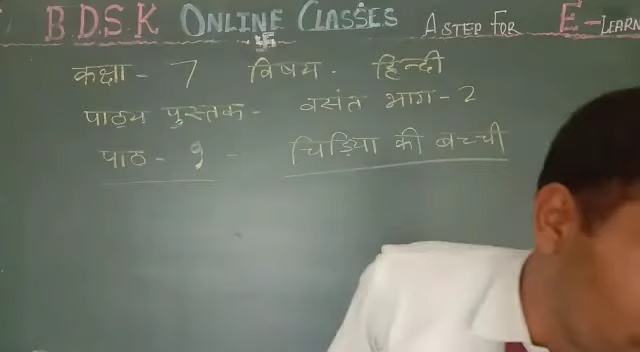 B D.S.K ONLINE CLASSES A STEP FOR E-LEARN
कक्षा - 7 विषय - हिन्दी
पाठ्य पुस्तक - वसंत भाग - 2
पाठ - 9 - चिड़िया की बच्ची